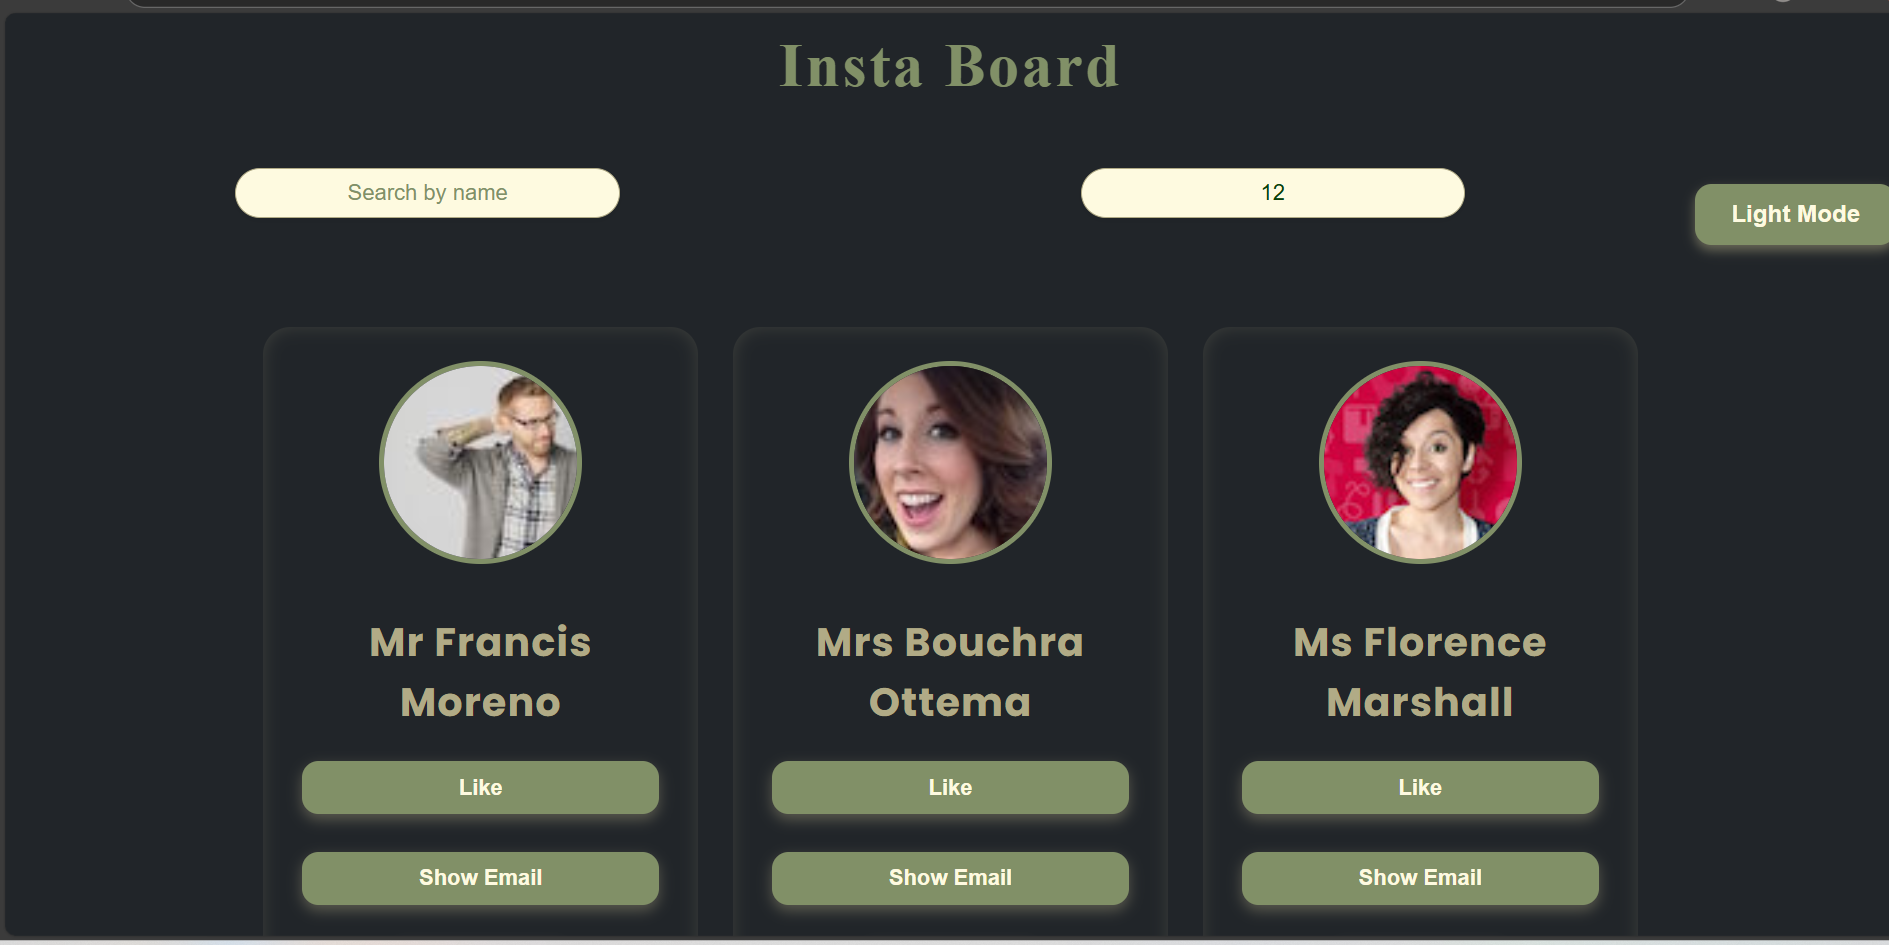 Insta Board
Search by name
12
Light Mode
Mr Francis
Moreno
Like
Show Email
Mrs Bouchra
Ottema
Like
Show Email
Ms Florence
Marshall
Like
Show Email